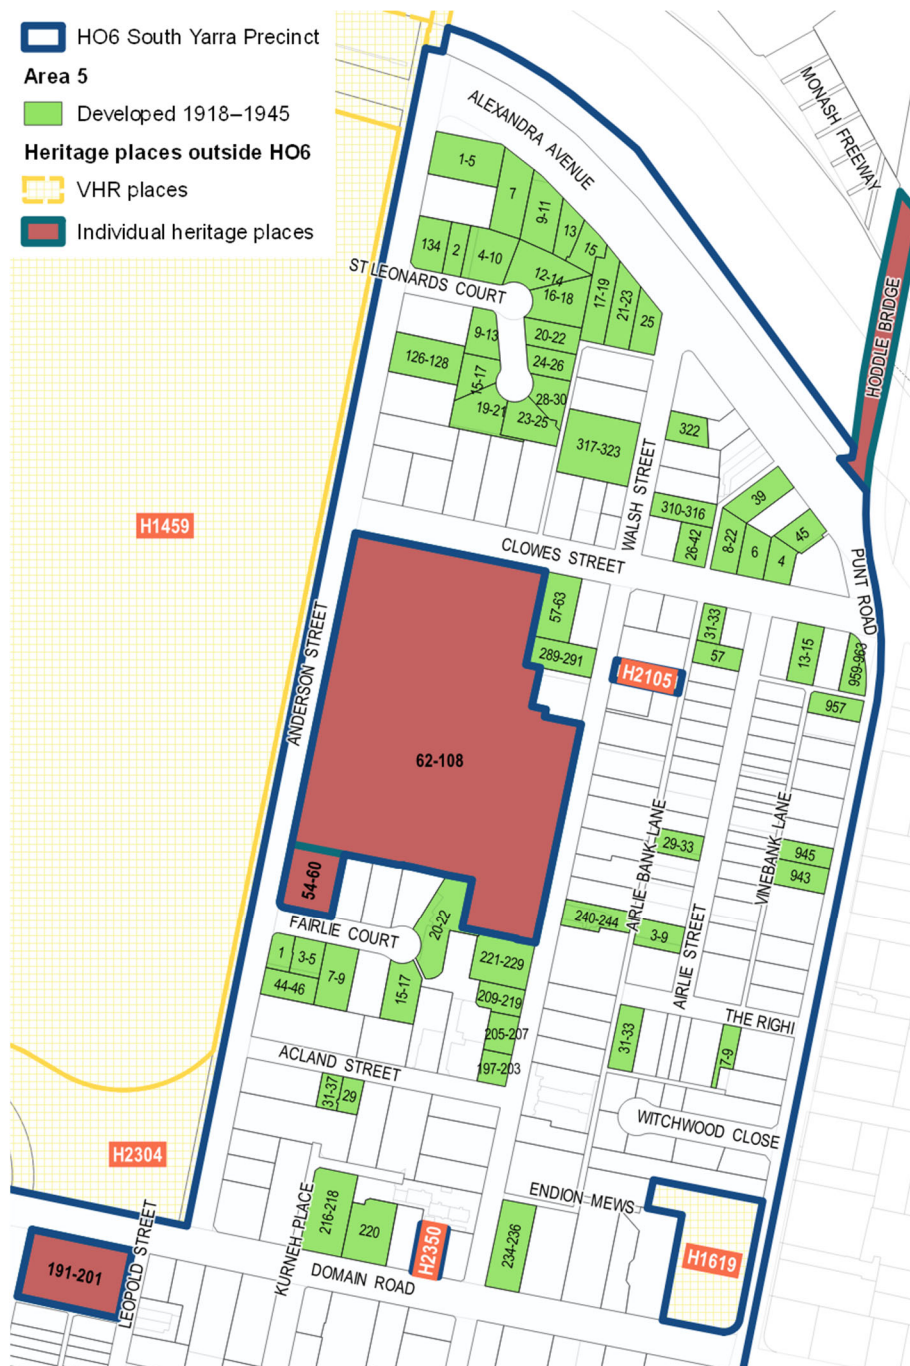 HO6 South Yarra Precinct
Area 5
Developed 1918–1945
Heritage places outside HO6
VHR places
Individual heritage places
MONASH FREEWAY
ALEXANDRA AVENUE
1-5
7
9-11
13
15
134
2
4-10
12-14
16-18
17-19
21-23
25
ST LEONARDS COURT
HODDLE BRIDGE
9-13
20-22
126-128
24-26
15-17
28-30
19-21
23-25
322
317-323
WALSH STREET
39
310-316
H1459
26-42
8-22
6
4
45
CLOWES STREET
PUNT ROAD
57-63
31-33
289-291
57
13-15
959-963
ANDERSON STREET
H2105
957
62-108
AIRLIE BANK LANE
29-33
VINEBANK LANE
945
943
54-60
20-22
240-244
3-9
FAIRLIE COURT
AIRLIE STREET
1
3-5
7-9
44-46
15-17
221-229
209-219
205-207
197-203
THE RIGHI
31-33
7-9
ACLAND STREET
31-37
29
WITCHWOOD CLOSE
H2304
LEOPOLD STREET
KURNEH PLACE
216-218
220
H2350
234-236
ENDION MEWS
H1619
191-201
DOMAIN ROAD